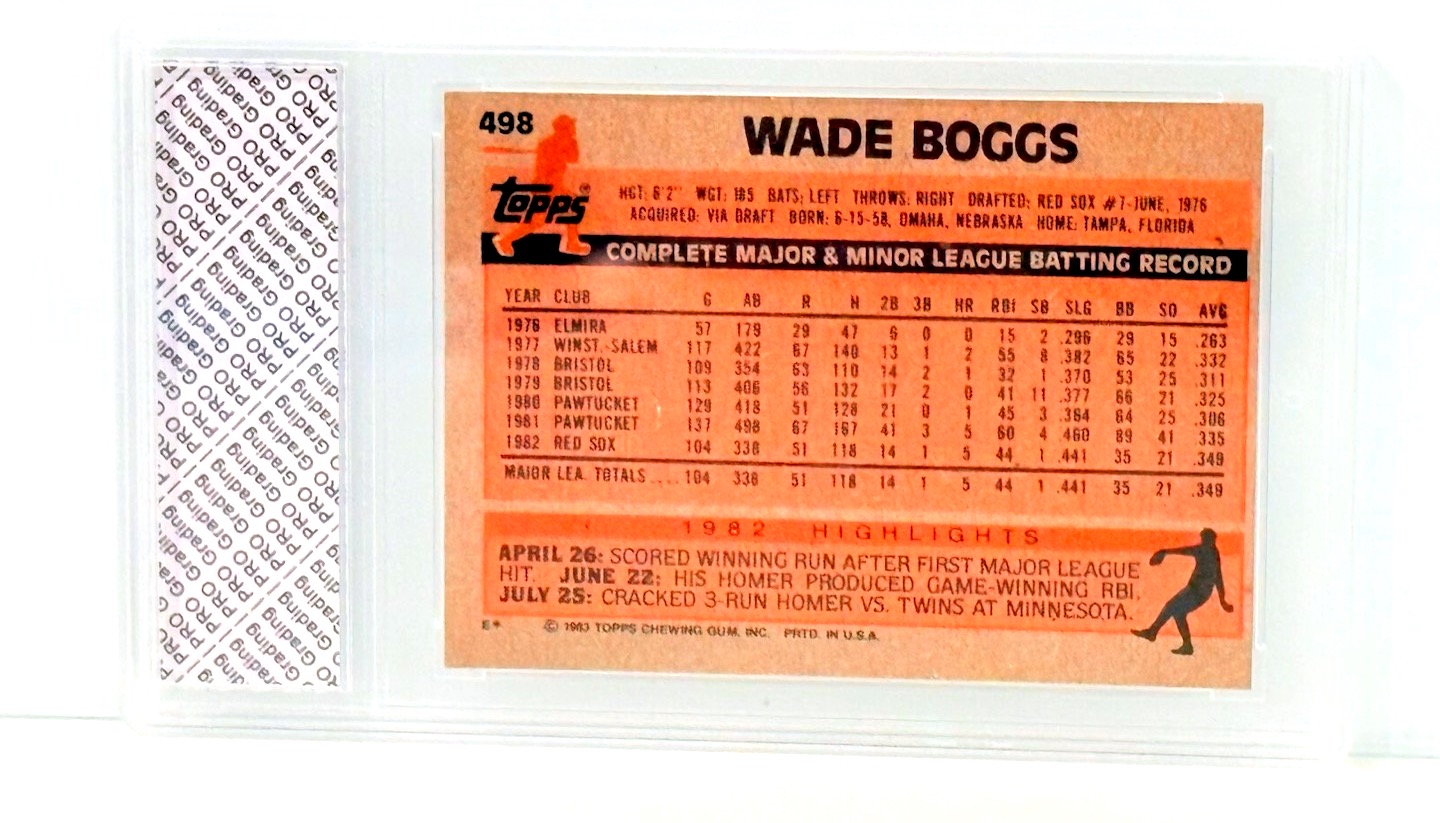 498
WADE BOGGS
Topps®
HGT: 6'2" WGT: 185 BATS: LEFT THROWS: RIGHT DRAFTED: RED SOX #7-JUNE, 1976
ACQUIRED: VIA DRAFT BORN: 6-15-58, OMAHA, NEBRASKA HOME: TAMPA, FLORIDA
COMPLETE MAJOR & MINOR LEAGUE BATTING RECORD
YEAR CLUB G AB R H 2B 3B HR RBI SB SLG BB SO AVG
1976 ELMIRA 57 179 29 47 6 0 0 15 2 .296 29 15 .263
1977 WINST.-SALEM 117 422 67 140 13 1 2 55 8 .382 65 22 .332
1978 BRISTOL 109 354 63 110 14 2 1 32 1 .370 53 25 .311
1979 BRISTOL 113 406 56 132 17 2 0 41 11 .377 66 21 .325
1980 PAWTUCKET 129 418 51 128 21 0 1 45 3 .364 64 25 .306
1981 PAWTUCKET 137 498 67 167 41 3 5 60 4 .460 89 41 .335
1982 RED SOX 104 338 51 118 14 1 5 44 1 .441 35 21 .349
MAJOR LEA. TOTALS.... 104 338 51 118 14 1 5 44 1 .441 35 21 .349
1982 HIGHLIGHTS
APRIL 26: SCORED WINNING RUN AFTER FIRST MAJOR LEAGUE
HIT. JUNE 22: HIS HOMER PRODUCED GAME-WINNING RBI.
JULY 25: CRACKED 3-RUN HOMER VS. TWINS AT MINNESOTA.
E* © 1983 TOPPS CHEWING GUM, INC. PRTD. IN U.S.A.
PRO Grading